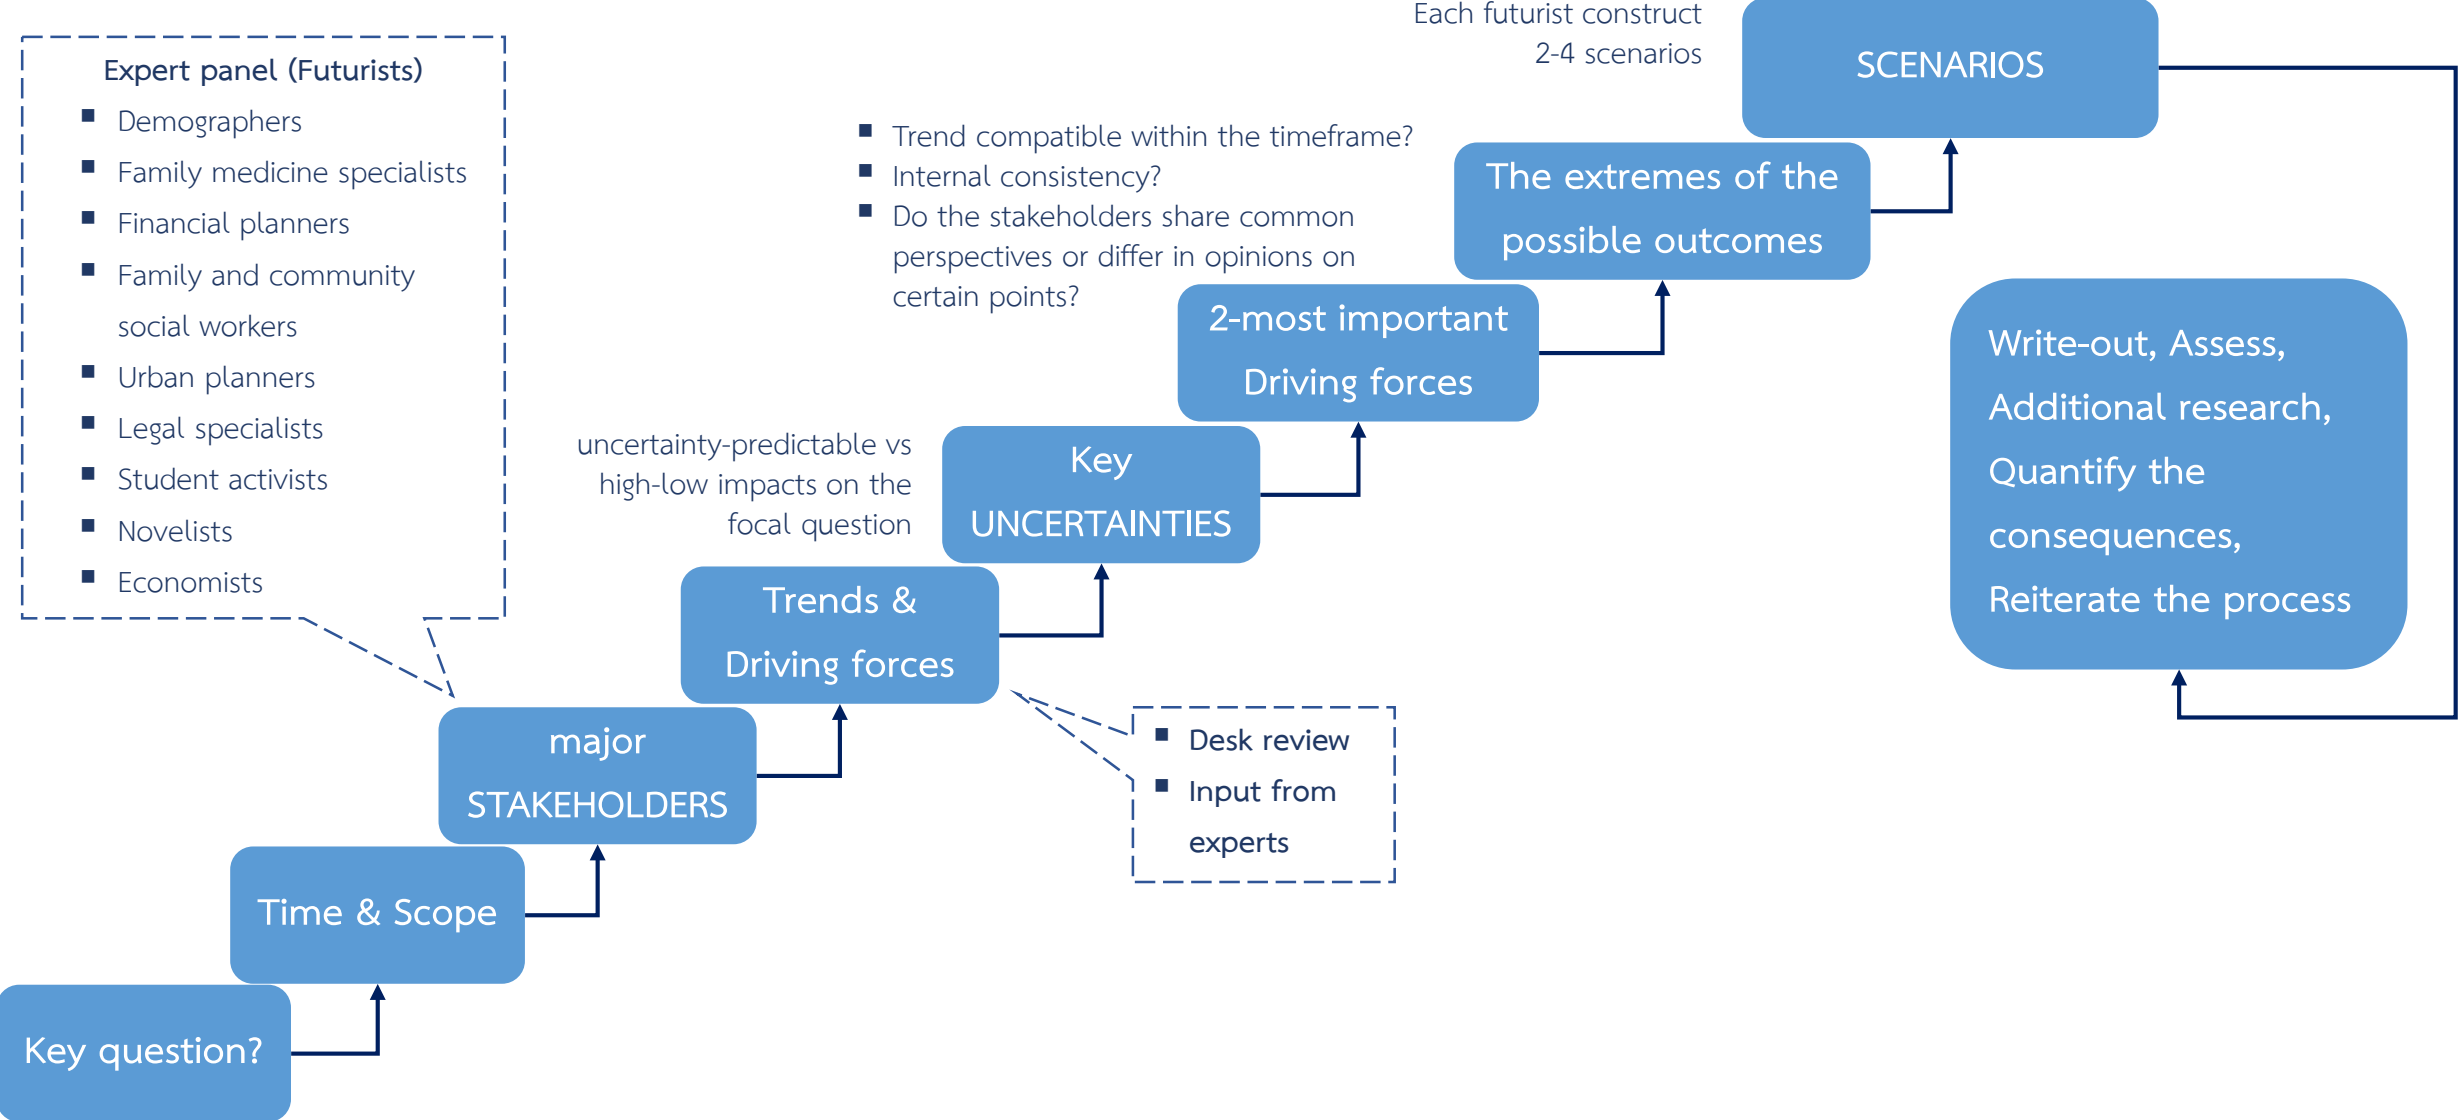 Each futurist construct
2-4 scenarios
SCENARIOS
Expert panel (Futurists)
▪ Demographers
▪ Family medicine specialists
▪ Financial planners
▪ Family and community
social workers
▪ Urban planners
▪ Legal specialists
▪ Student activists
▪ Novelists
▪ Economists
▪ Trend compatible within the timeframe?
▪ Internal consistency?
▪ Do the stakeholders share common
perspectives or differ in opinions on
certain points?
The extremes of the
possible outcomes
2-most important
Driving forces
Write-out, Assess,
Additional research,
Quantify the
consequences,
Reiterate the process
uncertainty-predictable vs
high-low impacts on the
focal question
Key
UNCERTAINTIES
Trends &
Driving forces
▪ Desk review
▪ Input from
experts
major
STAKEHOLDERS
Time & Scope
Key question?